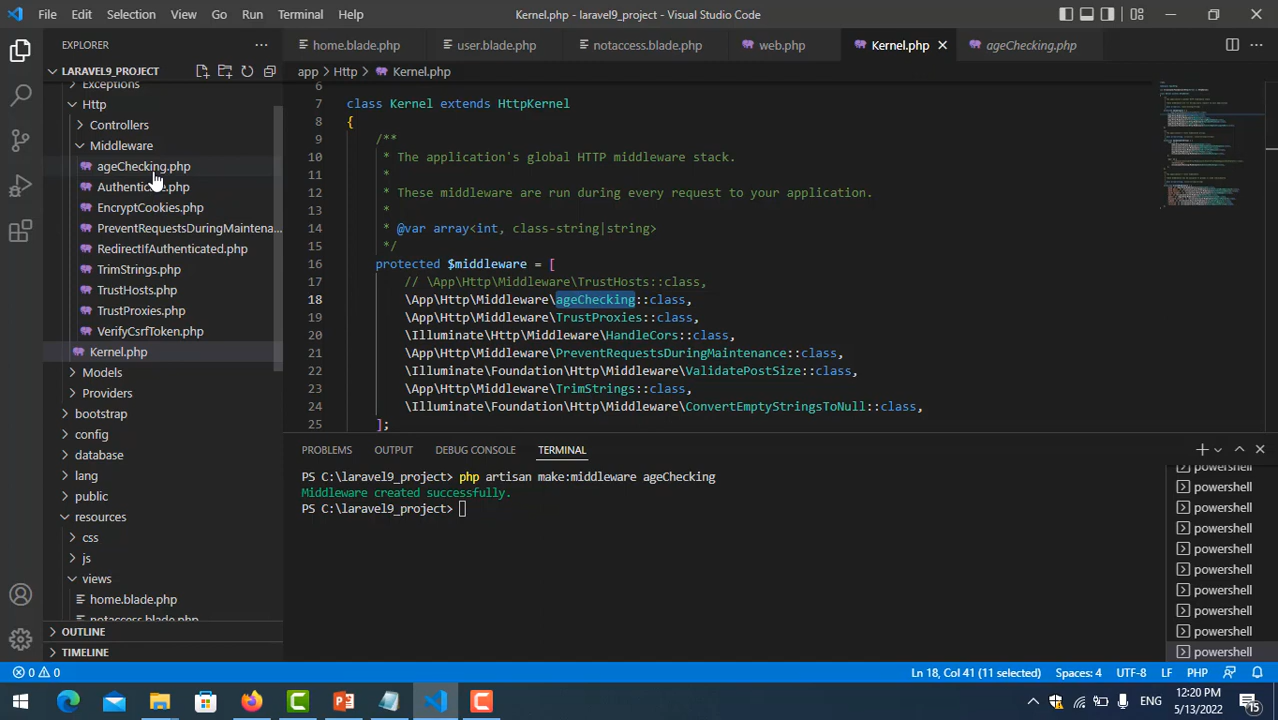 File Edit Selection View Go Run Terminal Help
Kernel.php - laravel9_project - Visual Studio Code
EXPLORER
home.blade.php user.blade.php notaccess.blade.php web.php Kernel.php ageChecking.php
LARAVEL9_PROJECT
app > Http > Kernel.php
Exceptions
Http
Controllers
Middleware
ageChecking.php
EncryptCookies.php
PreventRequestsDuringMaintena...
RedirectIfAuthenticated.php
TrimStrings.php
TrustHosts.php
TrustProxies.php
VerifyCsrfToken.php
Kernel.php
Models
Providers
bootstrap
config
database
lang
public
resources
css
js
views
home.blade.php
notaccess.blade.php
OUTLINE
TIMELINE
6
7 class Kernel extends HttpKernel
8 {
9 /**
10 * The application's global HTTP middleware stack.
11 *
12 * These middleware are run during every request to your application.
13 *
14 * @var array<int, class-string|string>
15 */
16 protected $middleware = [
17 // \App\Http\Middleware\TrustHosts::class,
18 \App\Http\Middleware\ageChecking::class,
19 \App\Http\Middleware\TrustProxies::class,
20 \Illuminate\Http\Middleware\HandleCors::class,
21 \App\Http\Middleware\PreventRequestsDuringMaintenance::class,
22 \Illuminate\Foundation\Http\Middleware\ValidatePostSize::class,
23 \App\Http\Middleware\TrimStrings::class,
24 \Illuminate\Foundation\Http\Middleware\ConvertEmptyStringsToNull::class,
25 ];
PROBLEMS OUTPUT DEBUG CONSOLE TERMINAL
PS C:\laravel9_project> php artisan make:middleware ageChecking
Middleware created successfully.
PS C:\laravel9_project>
powershell
powershell
powershell
powershell
powershell
powershell
powershell
powershell
powershell
powershell
0 0
Ln 18, Col 41 (11 selected) Spaces: 4 UTF-8 LF PHP
ENG
12:20 PM
5/13/2022
15